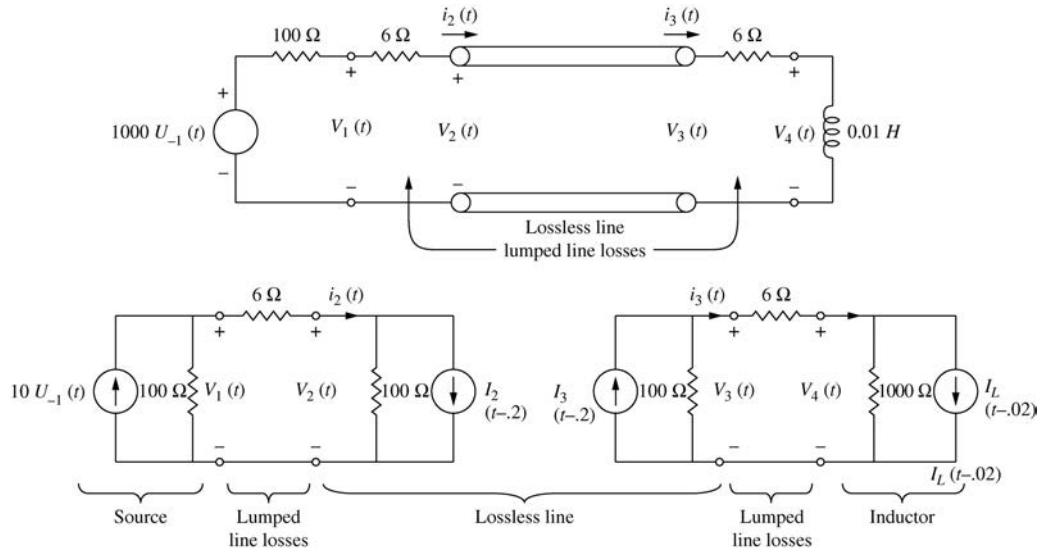 i₂ (t)
i₃ (t)
100 Ω
6 Ω
6 Ω
+
+
+
+
1000 U₋₁ (t)
V₁ (t)
V₂ (t)
V₃ (t)
V₄ (t)
0.01 H
−
−
−
−
Lossless line
lumped line losses
6 Ω
i₂ (t)
i₃ (t)
6 Ω
+
+
+
+
10 U₋₁ (t)
100 Ω
V₁ (t)
V₂ (t)
100 Ω
I₂
(t–.2)
I₃
(t–.2)
100 Ω
V₃ (t)
V₄ (t)
1000 Ω
I_L
(t–.02)
−
−
−
−
I_L (t–.02)
Source
Lumped
line losses
Lossless line
Lumped
line losses
Inductor